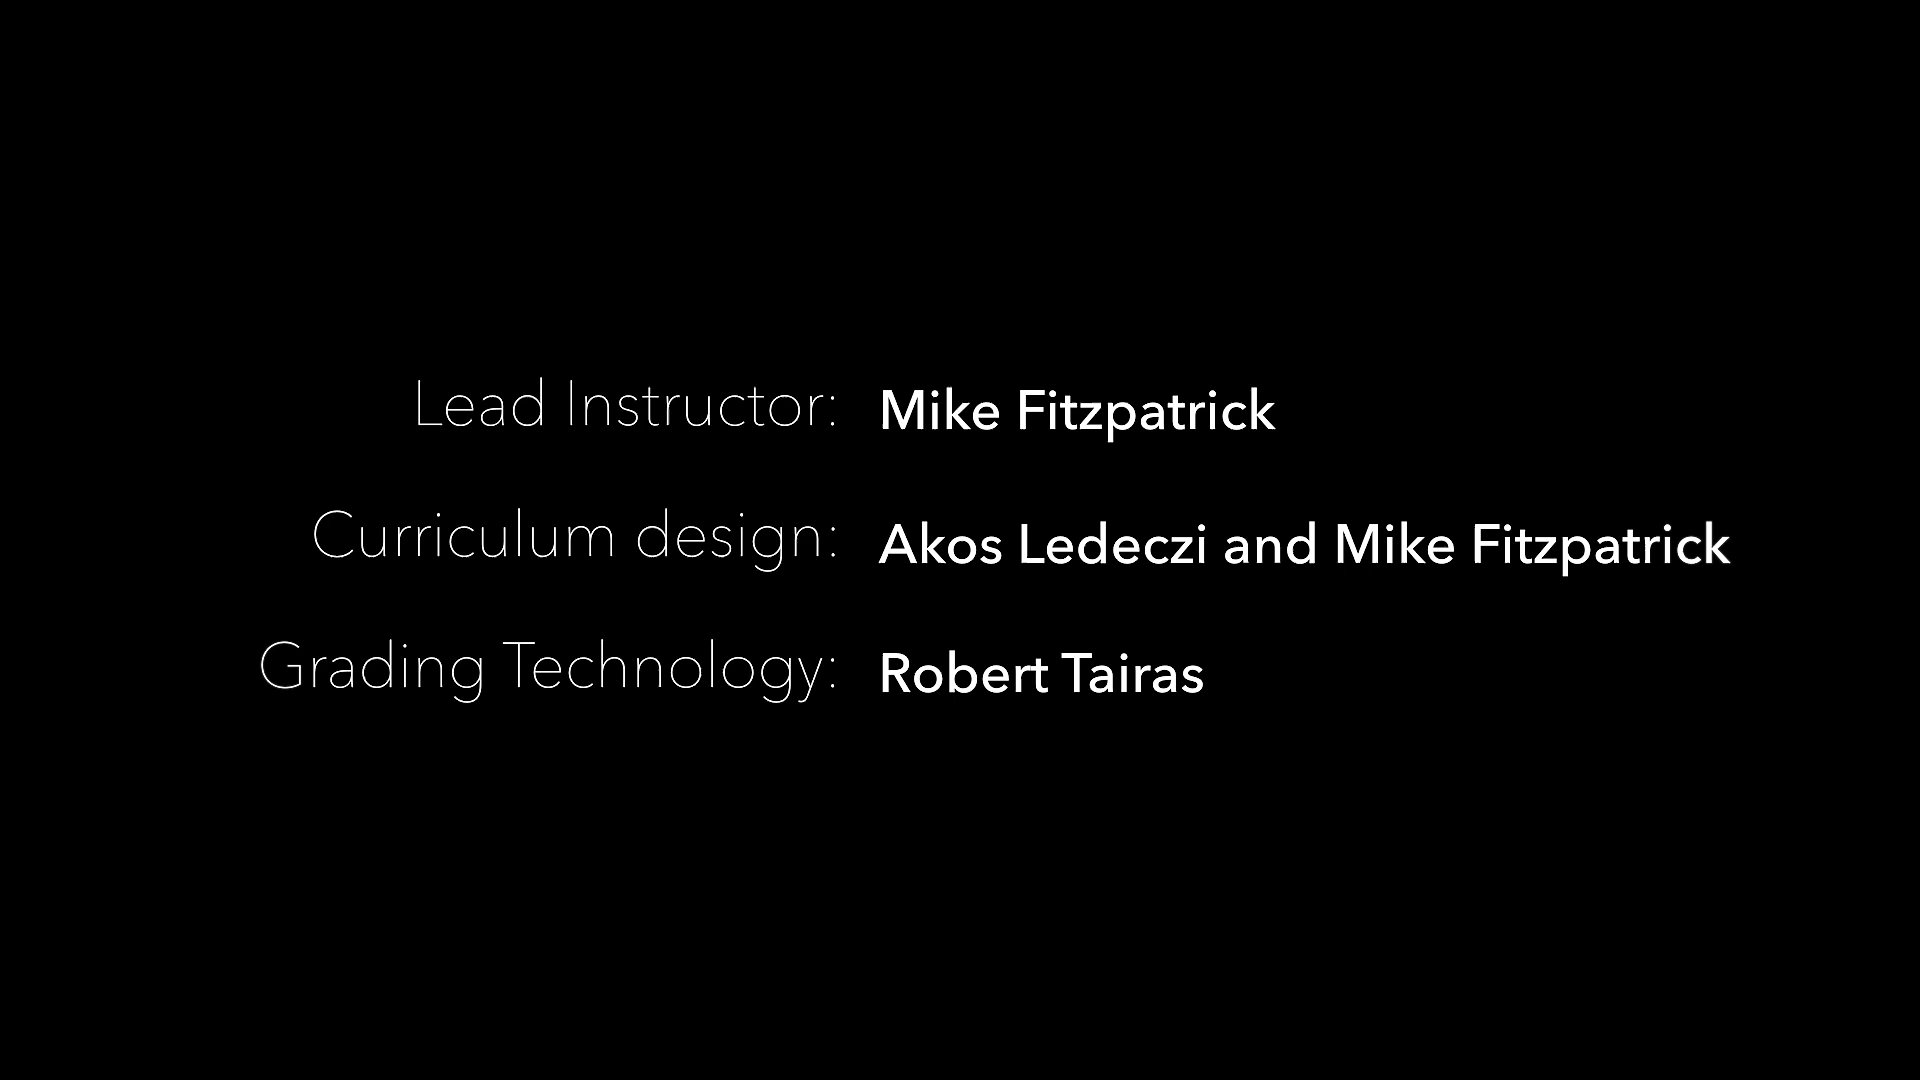 Lead Instructor: Mike Fitzpatrick
Curriculum design: Akos Ledeczi and Mike Fitzpatrick
Grading Technology: Robert Tairas